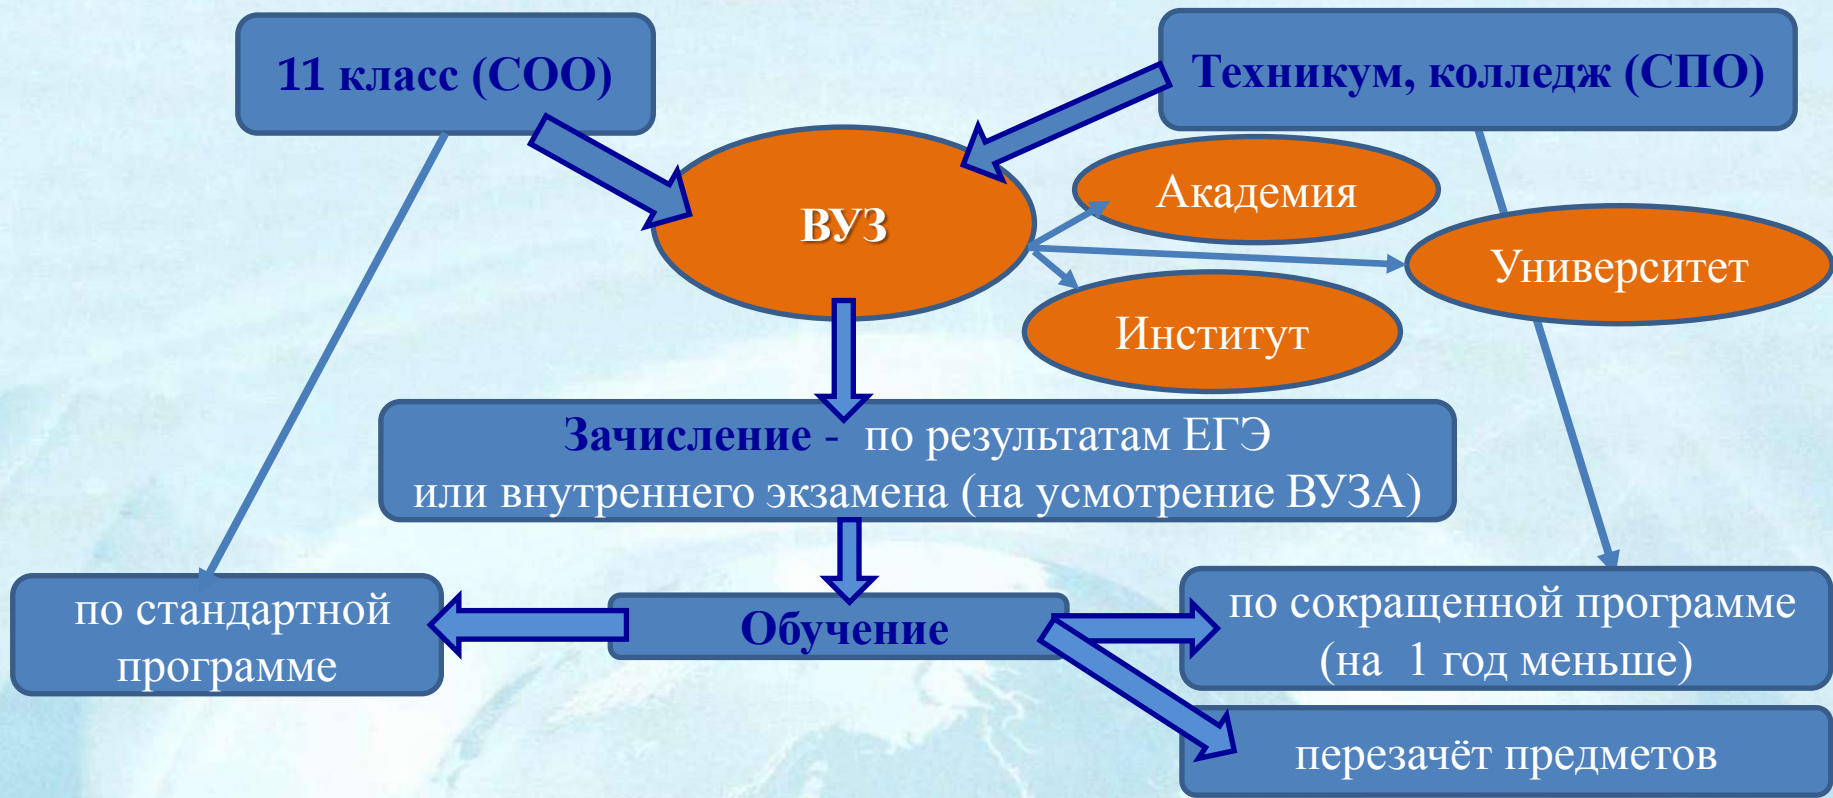 11 класс (СОО)
Техникум, колледж (СПО)
ВУЗ
Академия
Университет
Институт
Зачисление - по результатам ЕГЭ
или внутреннего экзамена (на усмотрение ВУЗА)
по стандартной
программе
Обучение
по сокращенной программе
(на 1 год меньше)
перезачёт предметов